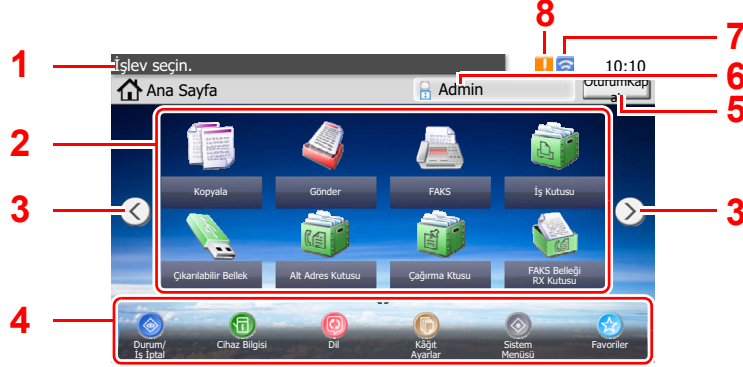 8
7
1
İşlev seçin.
10:10
6
Ana Sayfa
Admin
OturumKap
a
5
2
Kopyala
Gönder
FAKS
İş Kutusu
3
3
Çıkarılabilir Bellek
Alt Adres Kutusu
Çağırma Ktusu
FAKS Belleği
RX Kutusu
4
Durum/
İş İptal
Cihaz Bilgisi
Dil
Kâğıt
Ayarlar
Sistem
Menüsü
Favoriler